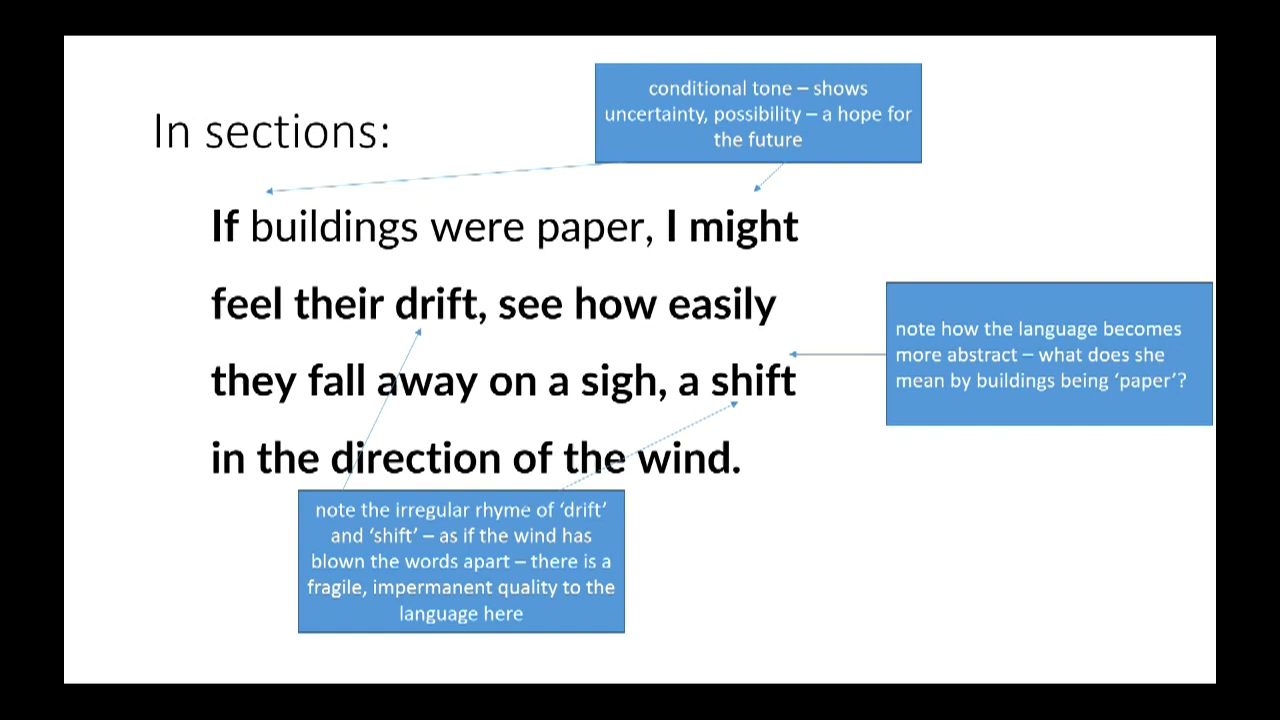 conditional tone – shows
uncertainty, possibility – a hope for
the future
In sections:
If buildings were paper, I might
feel their drift, see how easily
they fall away on a sigh, a shift
in the direction of the wind.
note how the language becomes
more abstract – what does she
mean by buildings being ‘paper’?
note the irregular rhyme of ‘drift’
and ‘shift’ – as if the wind has
blown the words apart – there is a
fragile, impermanent quality to the
language here